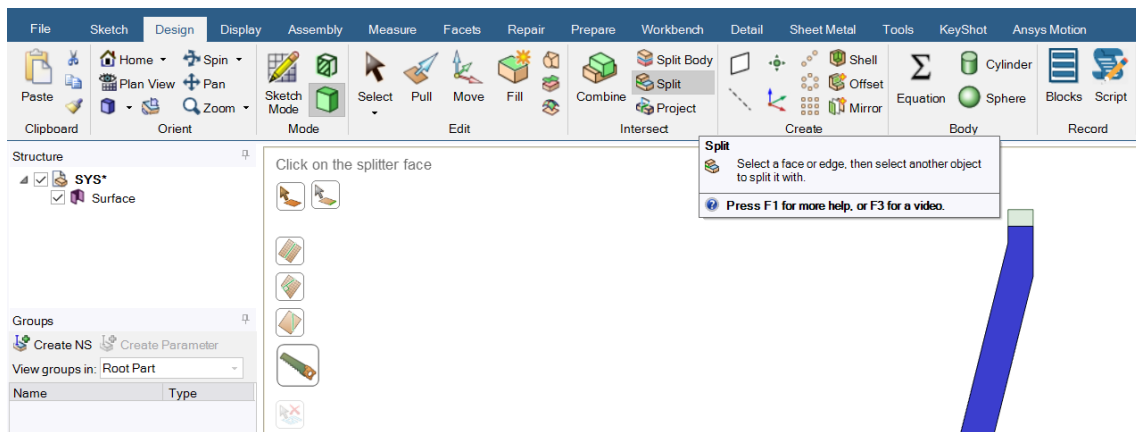 File Sketch Design Display Assembly Measure Facets Repair Prepare Workbench Detail Sheet Metal Tools KeyShot Ansys Motion
Home Spin Split Body Shell Cylinder
Plan View Pan Split Offset
Paste Sketch Mode Select Pull Move Fill Combine Equation Sphere Blocks Script
Zoom Project Mirror
Clipboard Orient Mode Edit Intersect Create Body Record
Structure
Split
Click on the splitter face
Select a face or edge, then select another object
to split it with.
SYS*
Surface
Press F1 for more help, or F3 for a video.
Groups
Create NS Create Parameter
View groups in: Root Part
Name Type